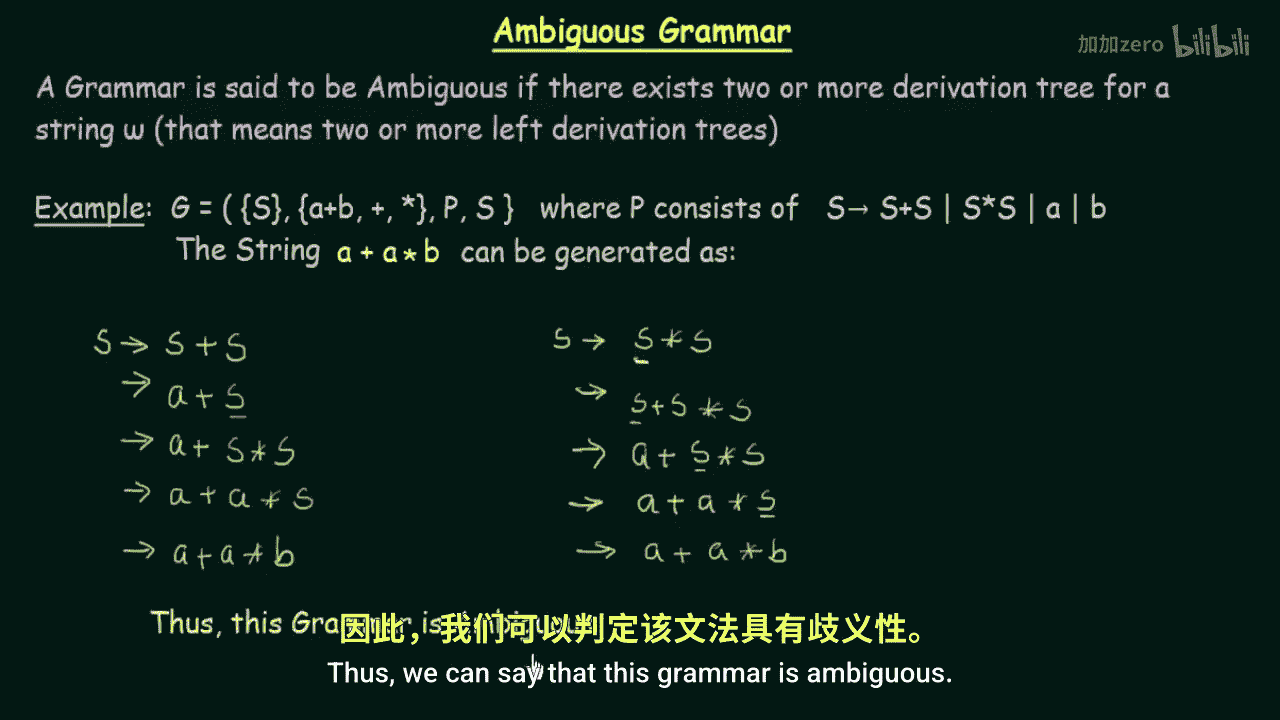 Ambiguous Grammar
加加zero bilibili
A Grammar is said to be Ambiguous if there exists two or more derivation tree for a
string w (that means two or more left derivation trees)
Example: G = ( {S}, {a+b, +, *}, P, S } where P consists of S→ S+S | S*S | a | b
The String a + a * b can be generated as:
S → S + S
→ a + S
→ a + S * S
→ a + a * S
→ a + a * b
S → S * S
→ S + S * S
→ a + S * S
→ a + a * S
→ a + a * b
Thus, this Grammar is
因此，我们可以判定该文法具有歧义性。
Thus, we can say that this grammar is ambiguous.